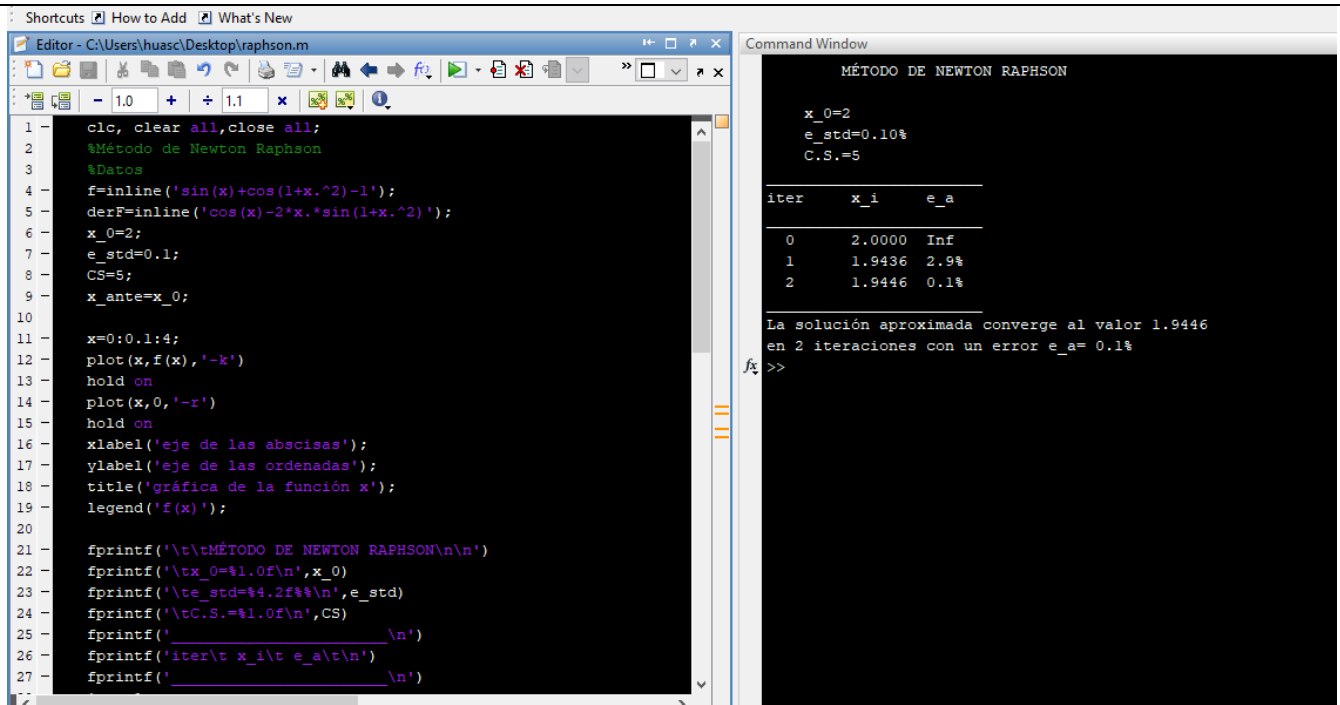 Shortcuts How to Add What's New
Editor - C:\Users\huasc\Desktop\raphson.m
- 1.0 + ÷ 1.1 ×
1 - clc, clear all,close all;
2 %Método de Newton Raphson
3 %Datos
4 - f=inline('sin(x)+cos(1+x.^2)-1');
5 - derF=inline('cos(x)-2*x.*sin(1+x.^2)');
6 - x_0=2;
7 - e_std=0.1;
8 - CS=5;
9 - x_ante=x_0;
10
11 - x=0:0.1:4;
12 - plot(x,f(x),'-k')
13 - hold on
14 - plot(x,0,'-r')
15 - hold on
16 - xlabel('eje de las abscisas');
17 - ylabel('eje de las ordenadas');
18 - title('gráfica de la función x');
19 - legend('f(x)');
20
21 - fprintf('\t\tMÉTODO DE NEWTON RAPHSON\n\n')
22 - fprintf('\tx_0=%1.0f\n',x_0)
23 - fprintf('\te_std=%4.2f%%\n',e_std)
24 - fprintf('\tC.S.=%1.0f\n',CS)
25 - fprintf('________________________\n')
26 - fprintf('iter\t x_i\t e_a\t\n')
27 - fprintf('________________________\n')
Command Window
MÉTODO DE NEWTON RAPHSON
x_0=2
e_std=0.10%
C.S.=5
________________________
iter x_i e_a
________________________
0 2.0000 Inf
1 1.9436 2.9%
2 1.9446 0.1%
________________________
La solución aproximada converge al valor 1.9446
en 2 iteraciones con un error e_a= 0.1%
fx >>